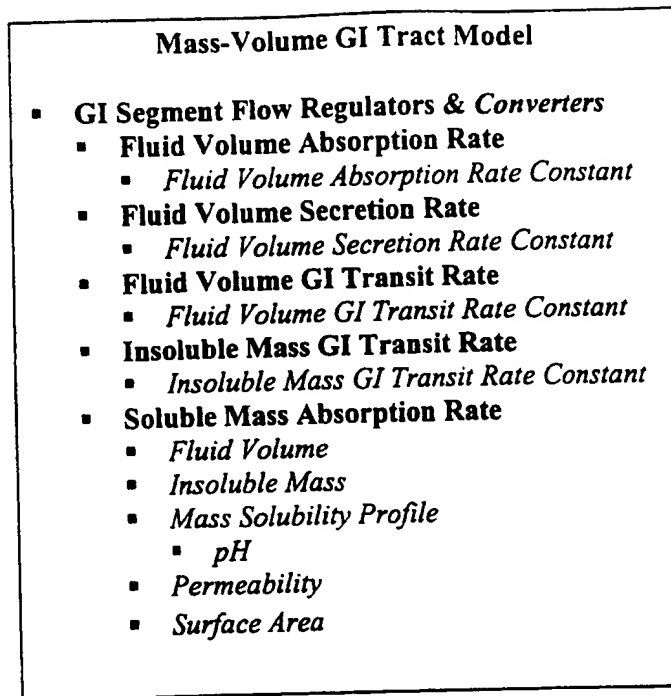 Mass-Volume GI Tract Model
▪ GI Segment Flow Regulators & Converters
▪ Fluid Volume Absorption Rate
▪ Fluid Volume Absorption Rate Constant
▪ Fluid Volume Secretion Rate
▪ Fluid Volume Secretion Rate Constant
▪ Fluid Volume GI Transit Rate
▪ Fluid Volume GI Transit Rate Constant
▪ Insoluble Mass GI Transit Rate
▪ Insoluble Mass GI Transit Rate Constant
▪ Soluble Mass Absorption Rate
▪ Fluid Volume
▪ Insoluble Mass
▪ Mass Solubility Profile
▪ pH
▪ Permeability
▪ Surface Area